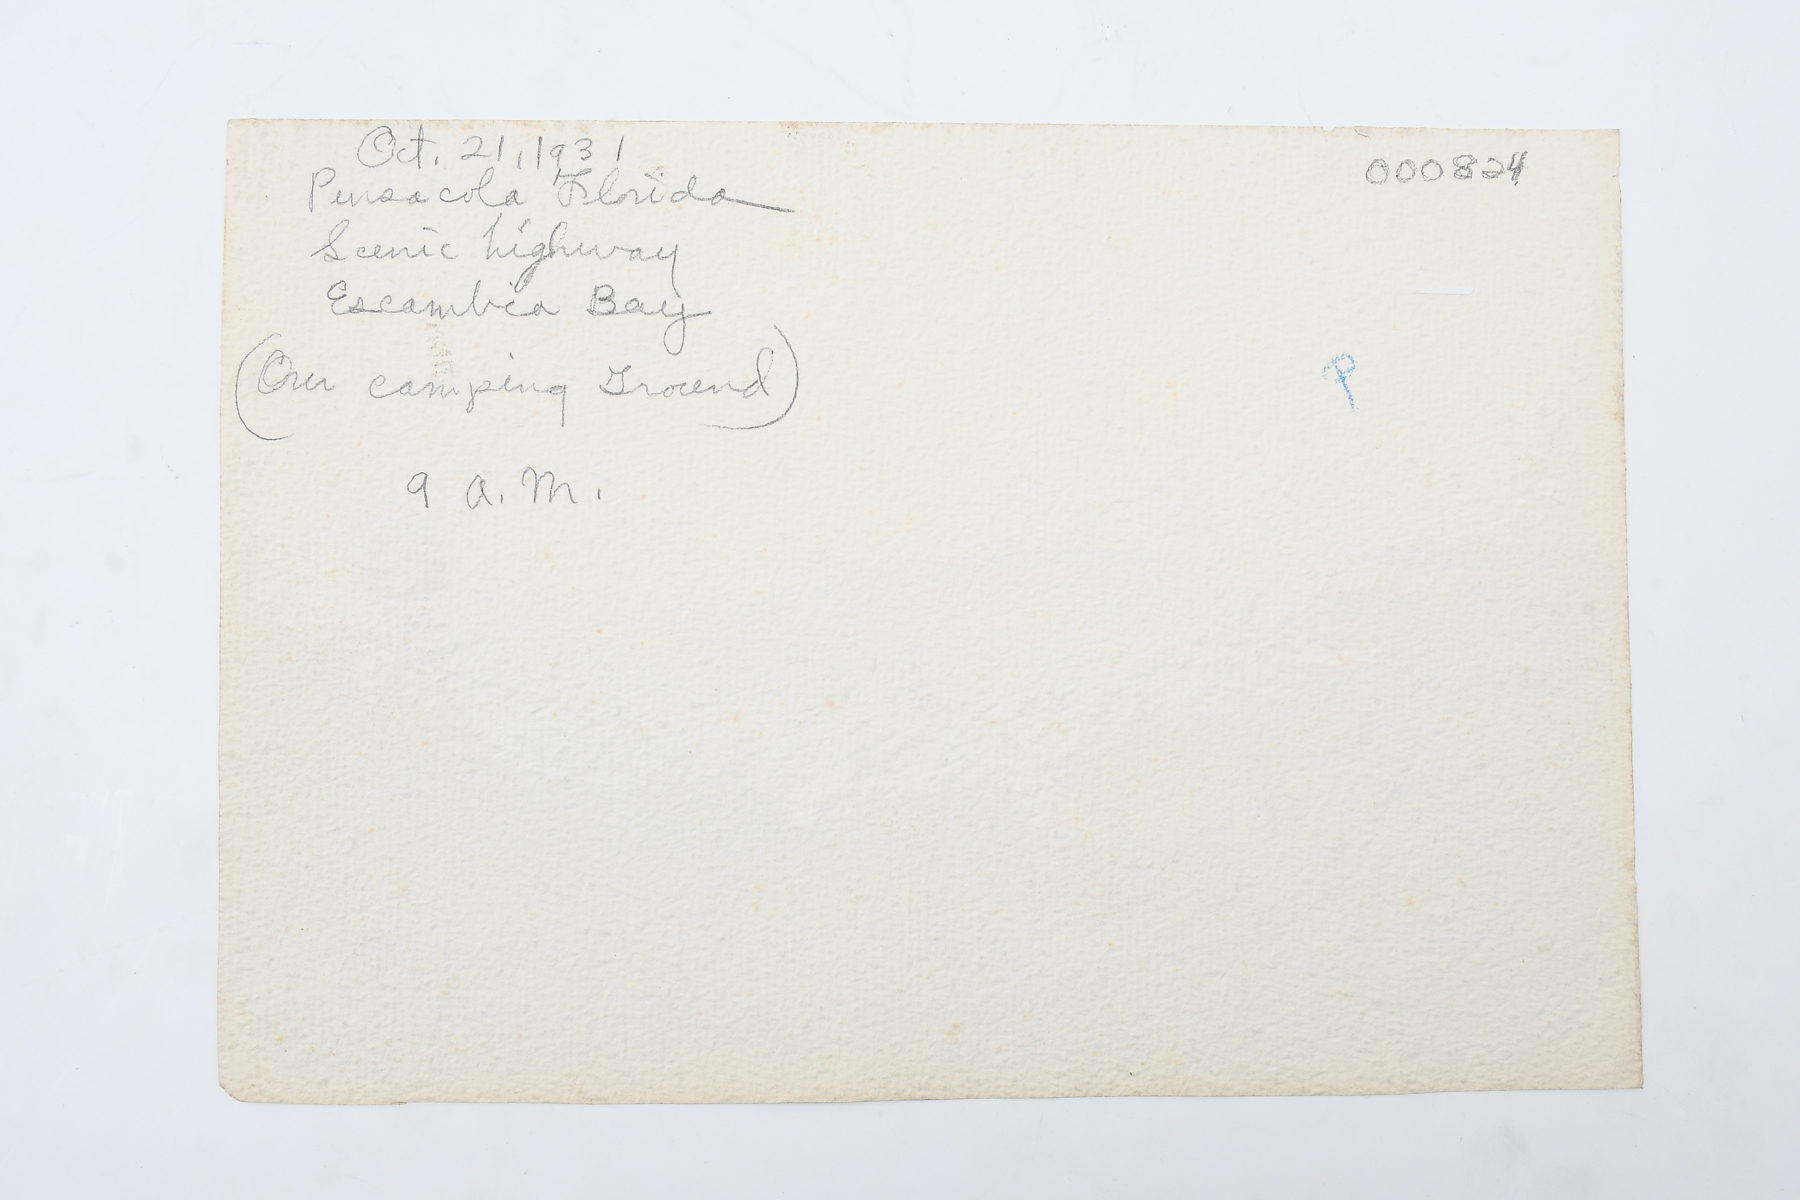 Oct. 21, 1931
Pensacola Florida
Scenic highway
Escambia Bay
(Our camping Ground)
9 a.m.
000824
P